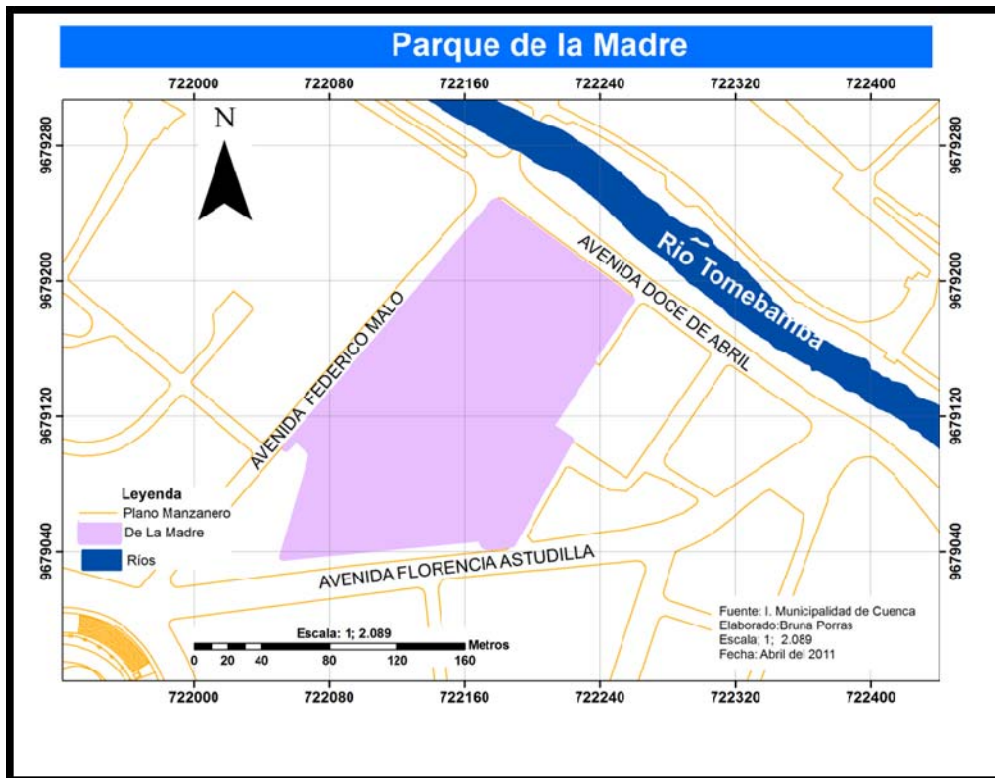 Parque de la Madre
722000 722080 722160 722240 722320 722400
N
9679280 9679280
9679200 9679200
9679120 9679120
9679040 9679040
AVENIDA DOCE DE ABRIL
Río Tomebamba
AVENIDA FEDERICO MALO
AVENIDA FLORENCIA ASTUDILLA
Leyenda
Plano Manzanero
De La Madre
Ríos
Escala: 1; 2.089
0 20 40 80 120 160 Metros
Fuente: I. Municipalidad de Cuenca
Elaborado:Bruna Porras
Escala: 1; 2.089
Fecha: Abril del 2011
722000 722080 722160 722240 722320 722400